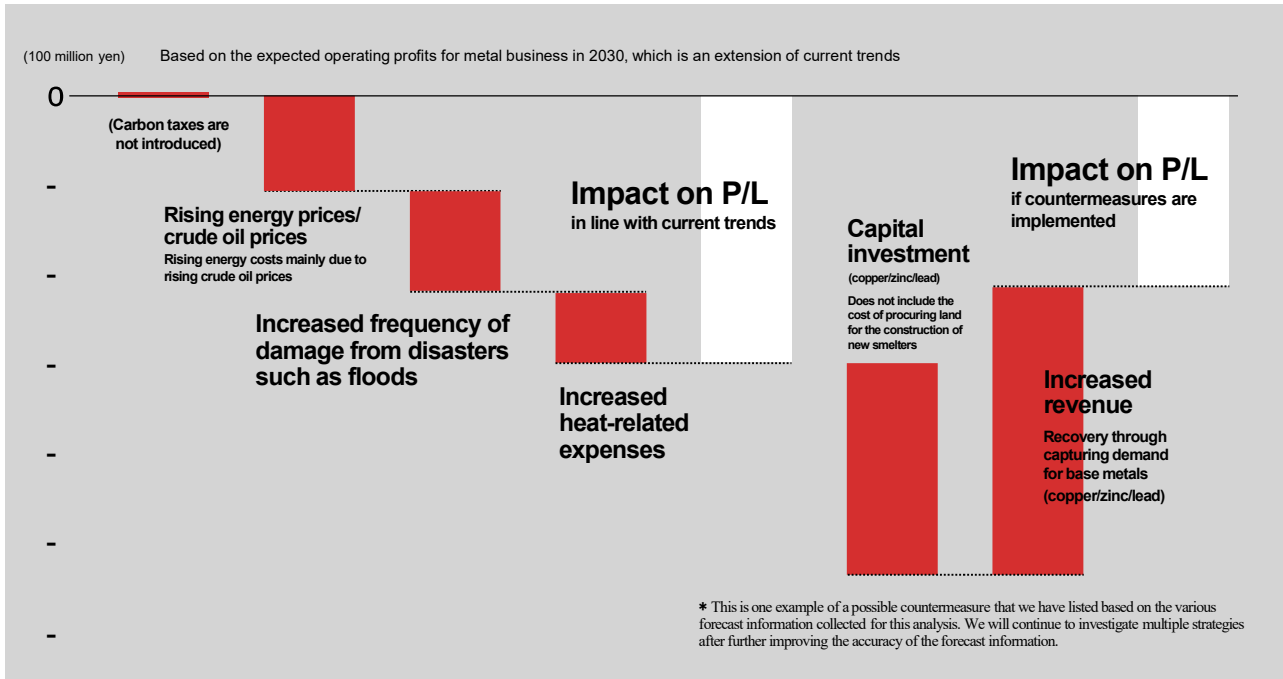 (100 million yen) Based on the expected operating profits for metal business in 2030, which is an extension of current trends
0
(Carbon taxes are
not introduced)
-
Rising energy prices/
crude oil prices
Rising energy costs mainly due to
rising crude oil prices
-
Increased frequency of
damage from disasters
such as floods
-
Increased
heat-related
expenses
-
-
-
Impact on P/L
in line with current trends
Capital
investment
(copper/zinc/lead)
Does not include the
cost of procuring land
for the construction of
new smelters
Impact on P/L
if countermeasures are
implemented
Increased
revenue
Recovery through
capturing demand
for base metals
(copper/zinc/lead)
* This is one example of a possible countermeasure that we have listed based on the various
forecast information collected for this analysis. We will continue to investigate multiple strategies
after further improving the accuracy of the forecast information.